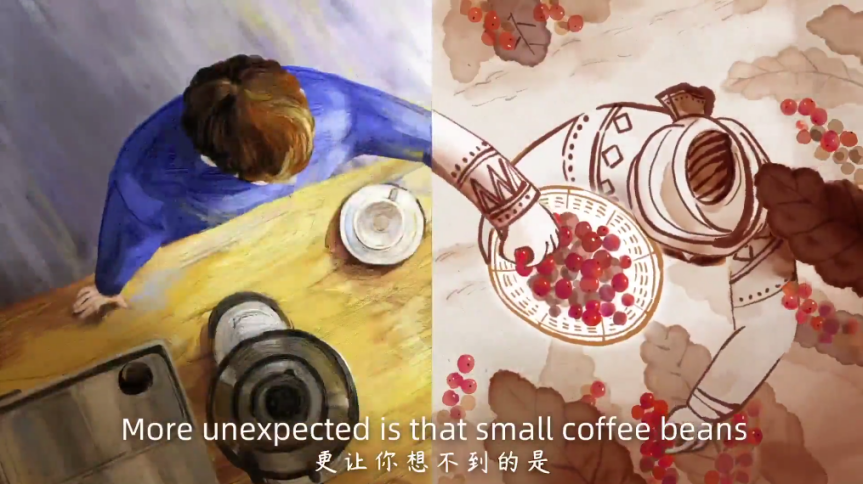 More unexpected is that small coffee beans
更让你想不到的是